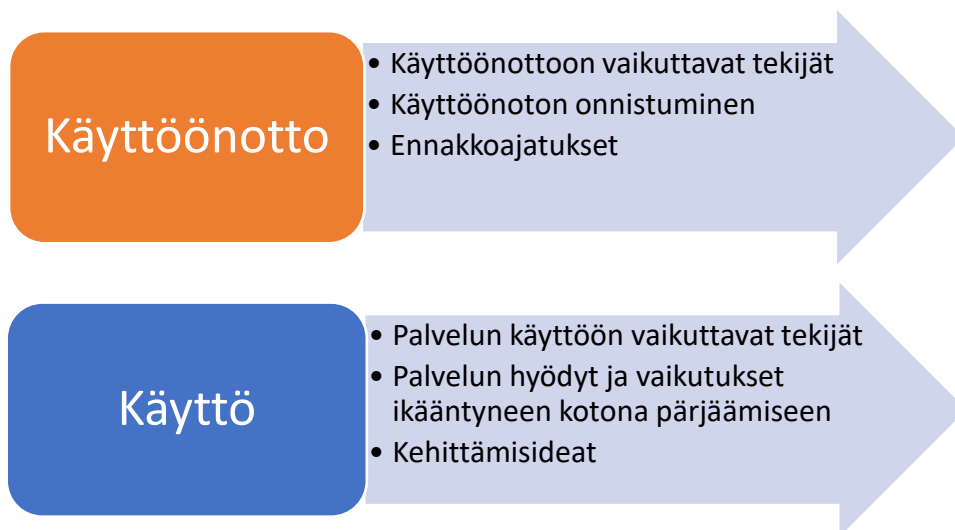 Käyttöönotto
• Käyttöönottoon vaikuttavat tekijät
• Käyttöönoton onnistuminen
• Ennakkoajatukset
Käyttö
• Palvelun käyttöön vaikuttavat tekijät
• Palvelun hyödyt ja vaikutukset
ikääntyneen kotona pärjäämiseen
• Kehittämisideat